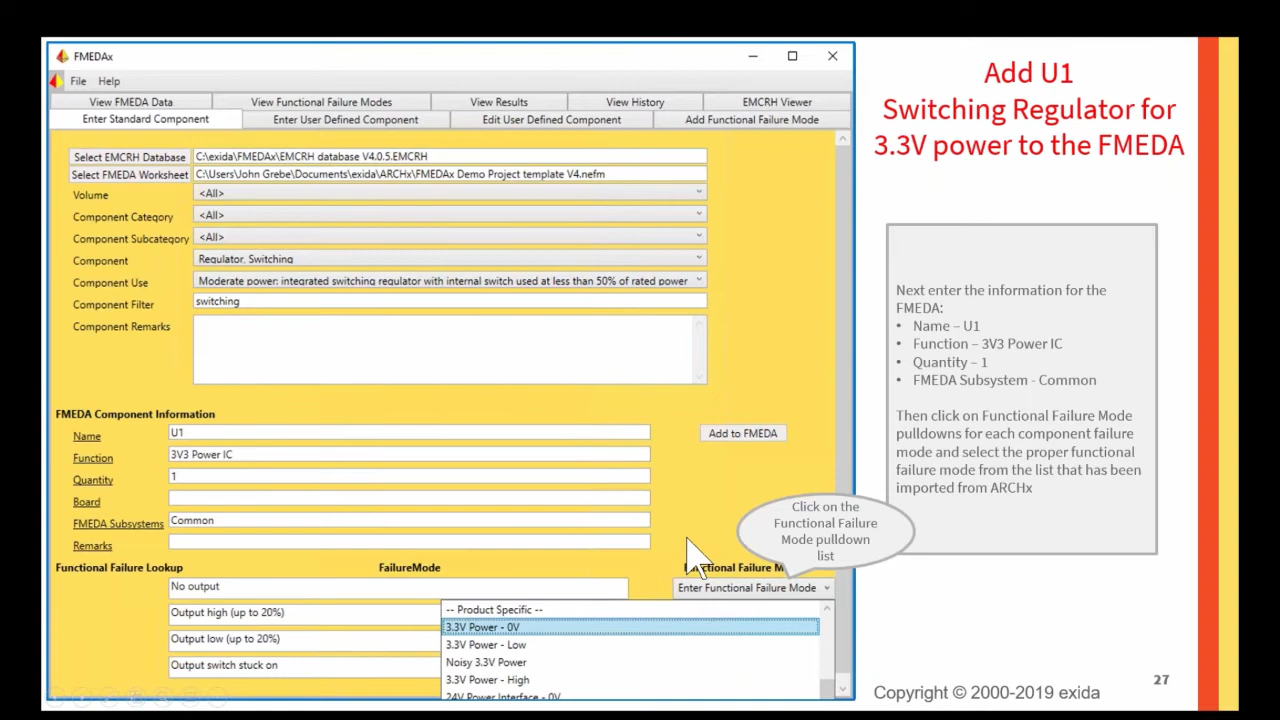 FMEDAx
File Help
View FMEDA Data View Functional Failure Modes View Results View History EMCRH Viewer
Enter Standard Component Enter User Defined Component Edit User Defined Component Add Functional Failure Mode
Select EMCRH Database C:\exida\FMEDAx\EMCRH database V4.0.5.EMCRH
Select FMEDA Worksheet C:\Users\John Grebe\Documents\exida\ARCHx\FMEDAx Demo Project template V4.nefm
Volume <All>
Component Category <All>
Component Subcategory <All>
Component Regulator, Switching
Component Use Moderate power: integrated switching regulator with internal switch used at less than 50% of rated power
Component Filter switching
Component Remarks
FMEDA Component Information
Name U1 Add to FMEDA
Function 3V3 Power IC
Quantity 1
Board
FMEDA Subsystems Common
Remarks
Functional Failure Lookup FailureMode
No output Enter Functional Failure Mode
Output high (up to 20%)
Output low (up to 20%)
Output switch stuck on
-- Product Specific --
3.3V Power - 0V
3.3V Power - Low
Noisy 3.3V Power
3.3V Power - High
24V Power Interface - 0V
Click on the
Functional Failure
Mode pulldown
list
Add U1
Switching Regulator for
3.3V power to the FMEDA
Next enter the information for the
FMEDA:
• Name – U1
• Function – 3V3 Power IC
• Quantity – 1
• FMEDA Subsystem - Common
Then click on Functional Failure Mode
pulldowns for each component failure
mode and select the proper functional
failure mode from the list that has been
imported from ARCHx
27
Copyright © 2000-2019 exida